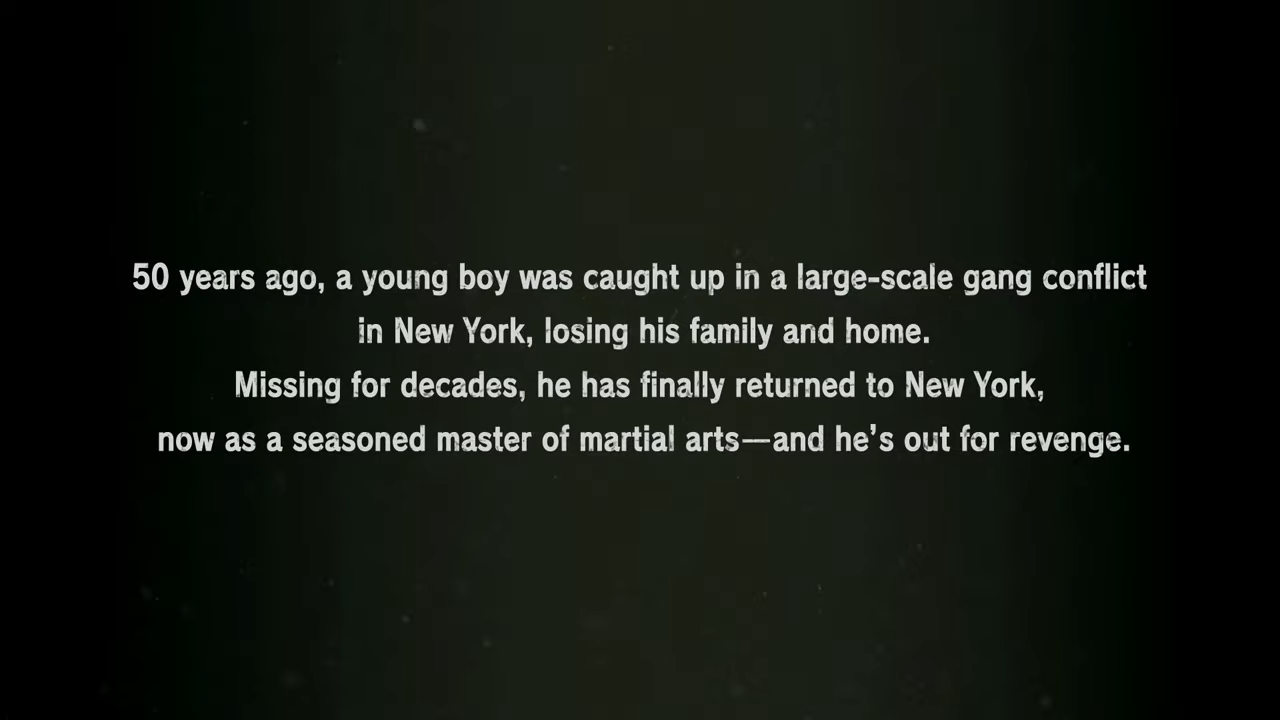 50 years ago, a young boy was caught up in a large-scale gang conflict
in New York, losing his family and home.
Missing for decades, he has finally returned to New York,
now as a seasoned master of martial arts—and he’s out for revenge.